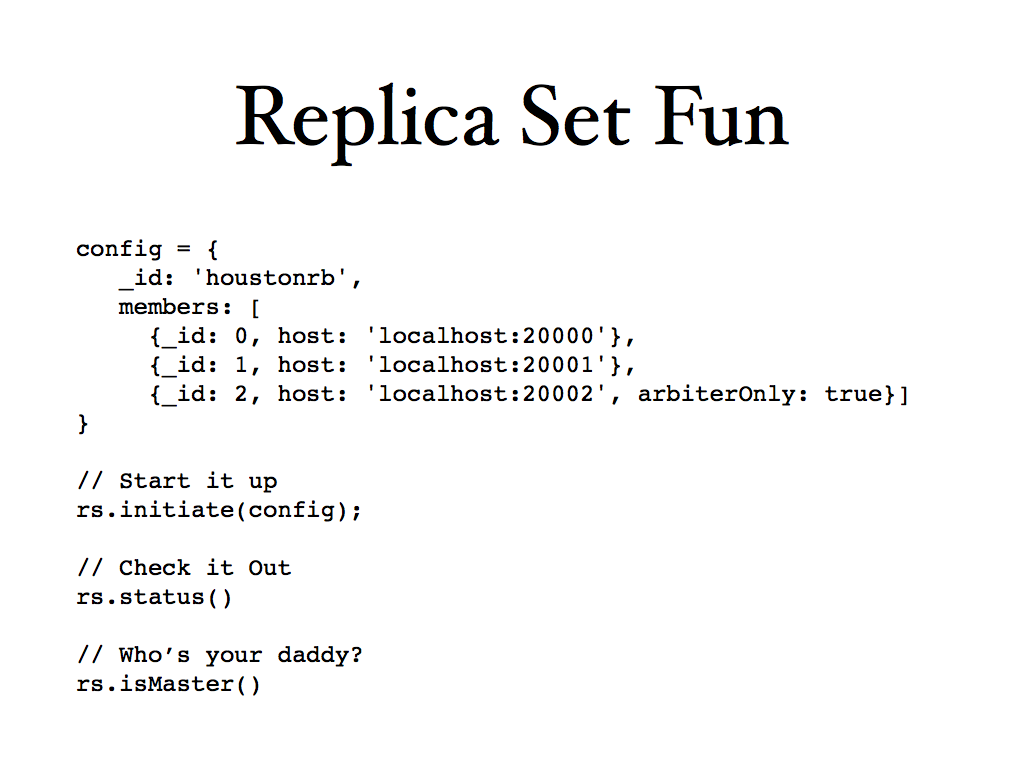 Replica Set Fun
config = {
   _id: 'houstonrb',
   members: [
     {_id: 0, host: 'localhost:20000'},
     {_id: 1, host: 'localhost:20001'},
     {_id: 2, host: 'localhost:20002', arbiterOnly: true}]
}
// Start it up
rs.initiate(config);
// Check it Out
rs.status()
// Who’s your daddy?
rs.isMaster()